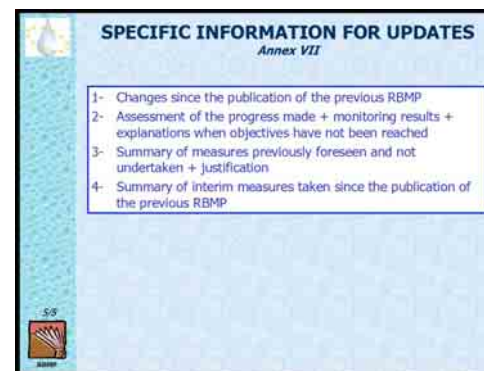 SPECIFIC INFORMATION FOR UPDATES
Annex VII
1- Changes since the publication of the previous RBMP
2- Assessment of the progress made + monitoring results +
explanations when objectives have not been reached
3- Summary of measures previously foreseen and not
undertaken + justification
4- Summary of interim measures taken since the publication of
the previous RBMP
5/5
RBMP